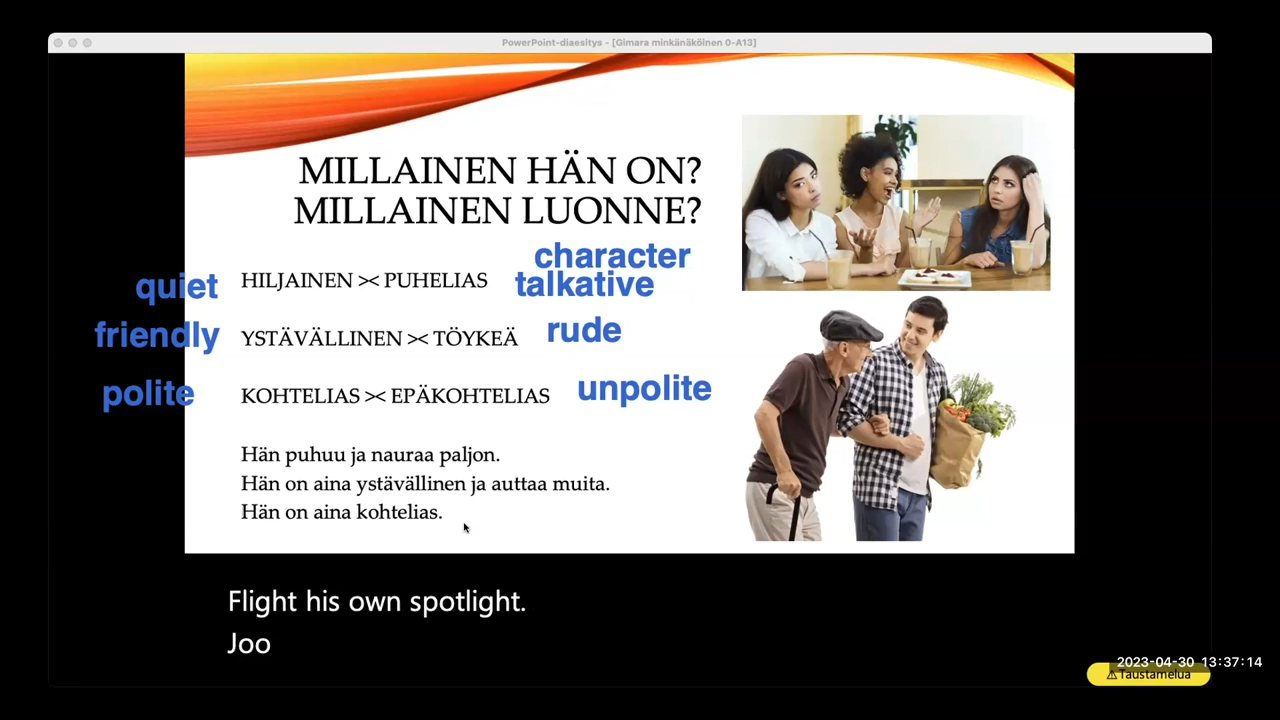 PowerPoint-diaesitys - [Gimara minkänäköinen 0-A13]
MILLAINEN HÄN ON?
MILLAINEN LUONNE?
character
quiet HILJAINEN >< PUHELIAS talkative
friendly YSTÄVÄLLINEN >< TÖYKEÄ rude
polite KOHTELIAS >< EPÄKOHTELIAS unpolite
Hän puhuu ja nauraa paljon.
Hän on aina ystävällinen ja auttaa muita.
Hän on aina kohtelias.
Flight his own spotlight.
Joo
2023-04-30 13:37:14
⚠Taustamelua